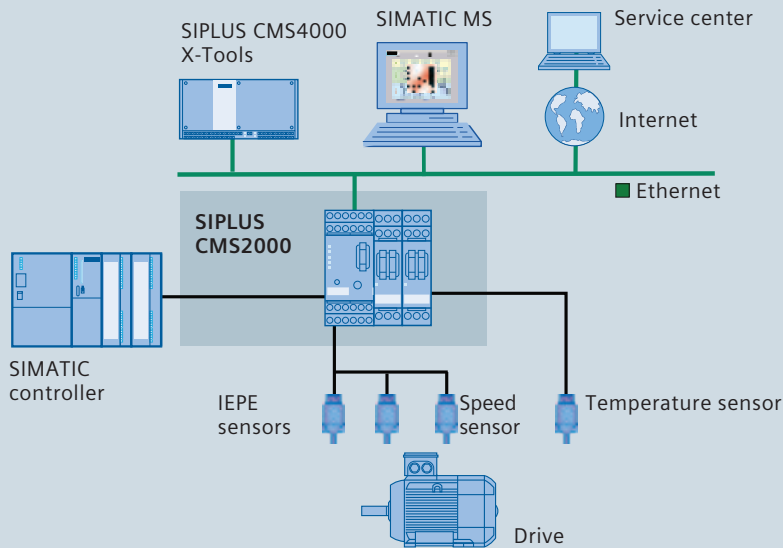 SIPLUS CMS4000
X-Tools
SIMATIC MS
Service center
Internet
Ethernet
SIPLUS
CMS2000
SIMATIC
controller
IEPE
sensors
Speed
sensor
Temperature sensor
Drive